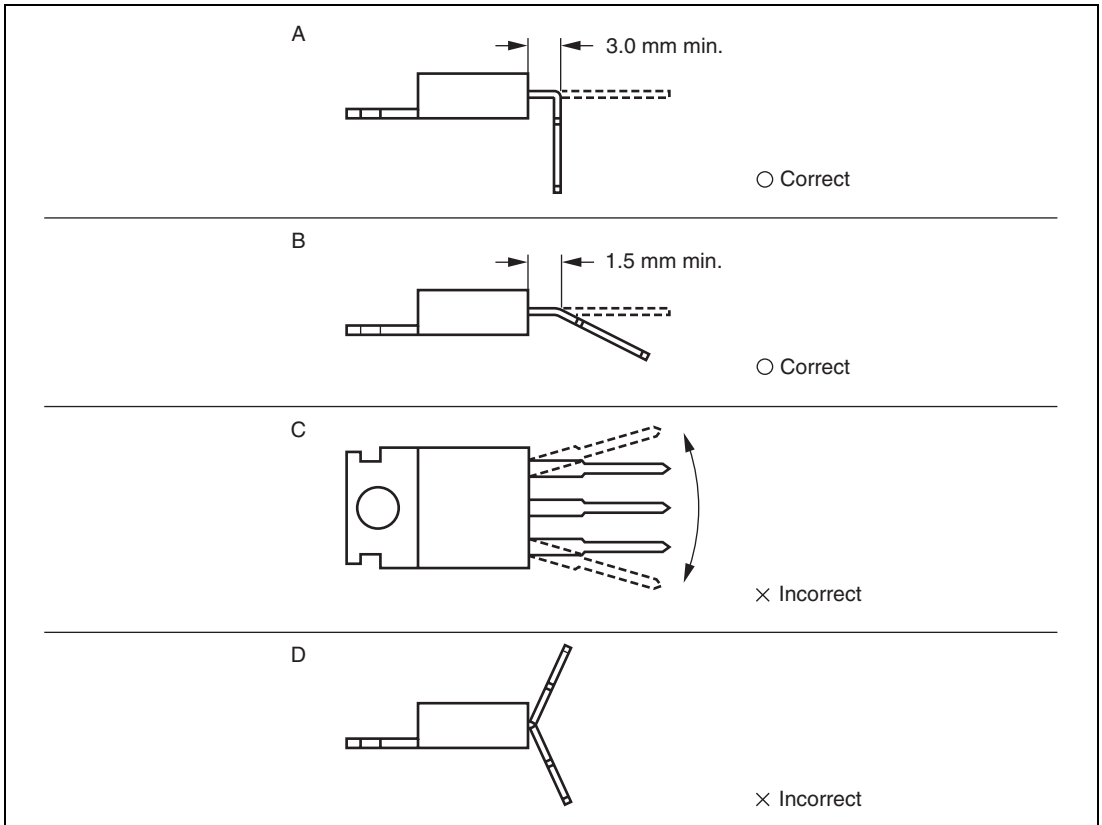 A
3.0 mm min.
○ Correct
B
1.5 mm min.
○ Correct
C
× Incorrect
D
× Incorrect